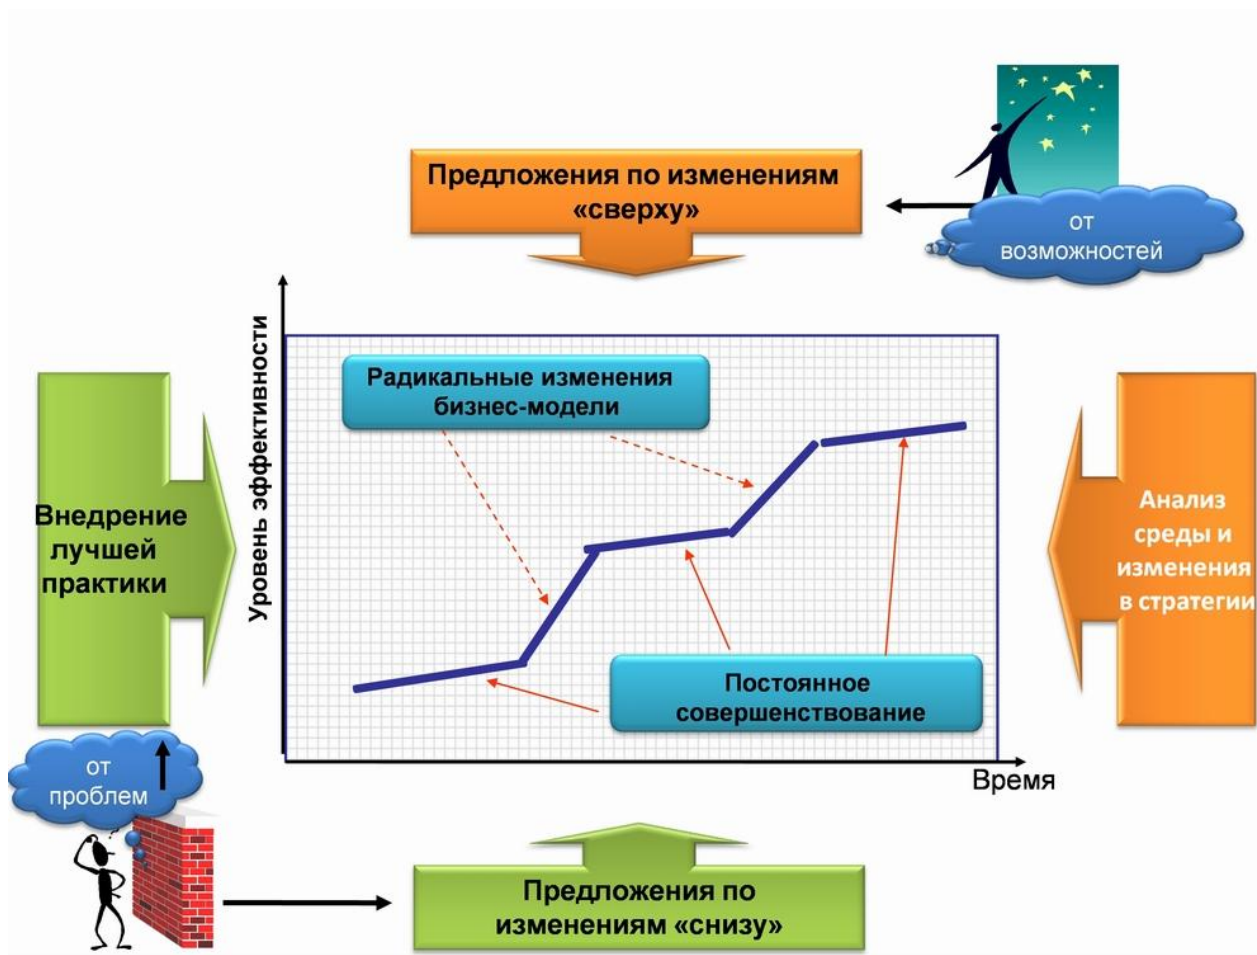 Предложения по изменениям
«сверху»
от
возможностей
Уровень эффективности
Радикальные изменения
бизнес-модели
Внедрение
лучшей
практики
Анализ
среды и
изменения
в стратегии
Постоянное
совершенствование
Время
от
проблем
Предложения по
изменениям «снизу»